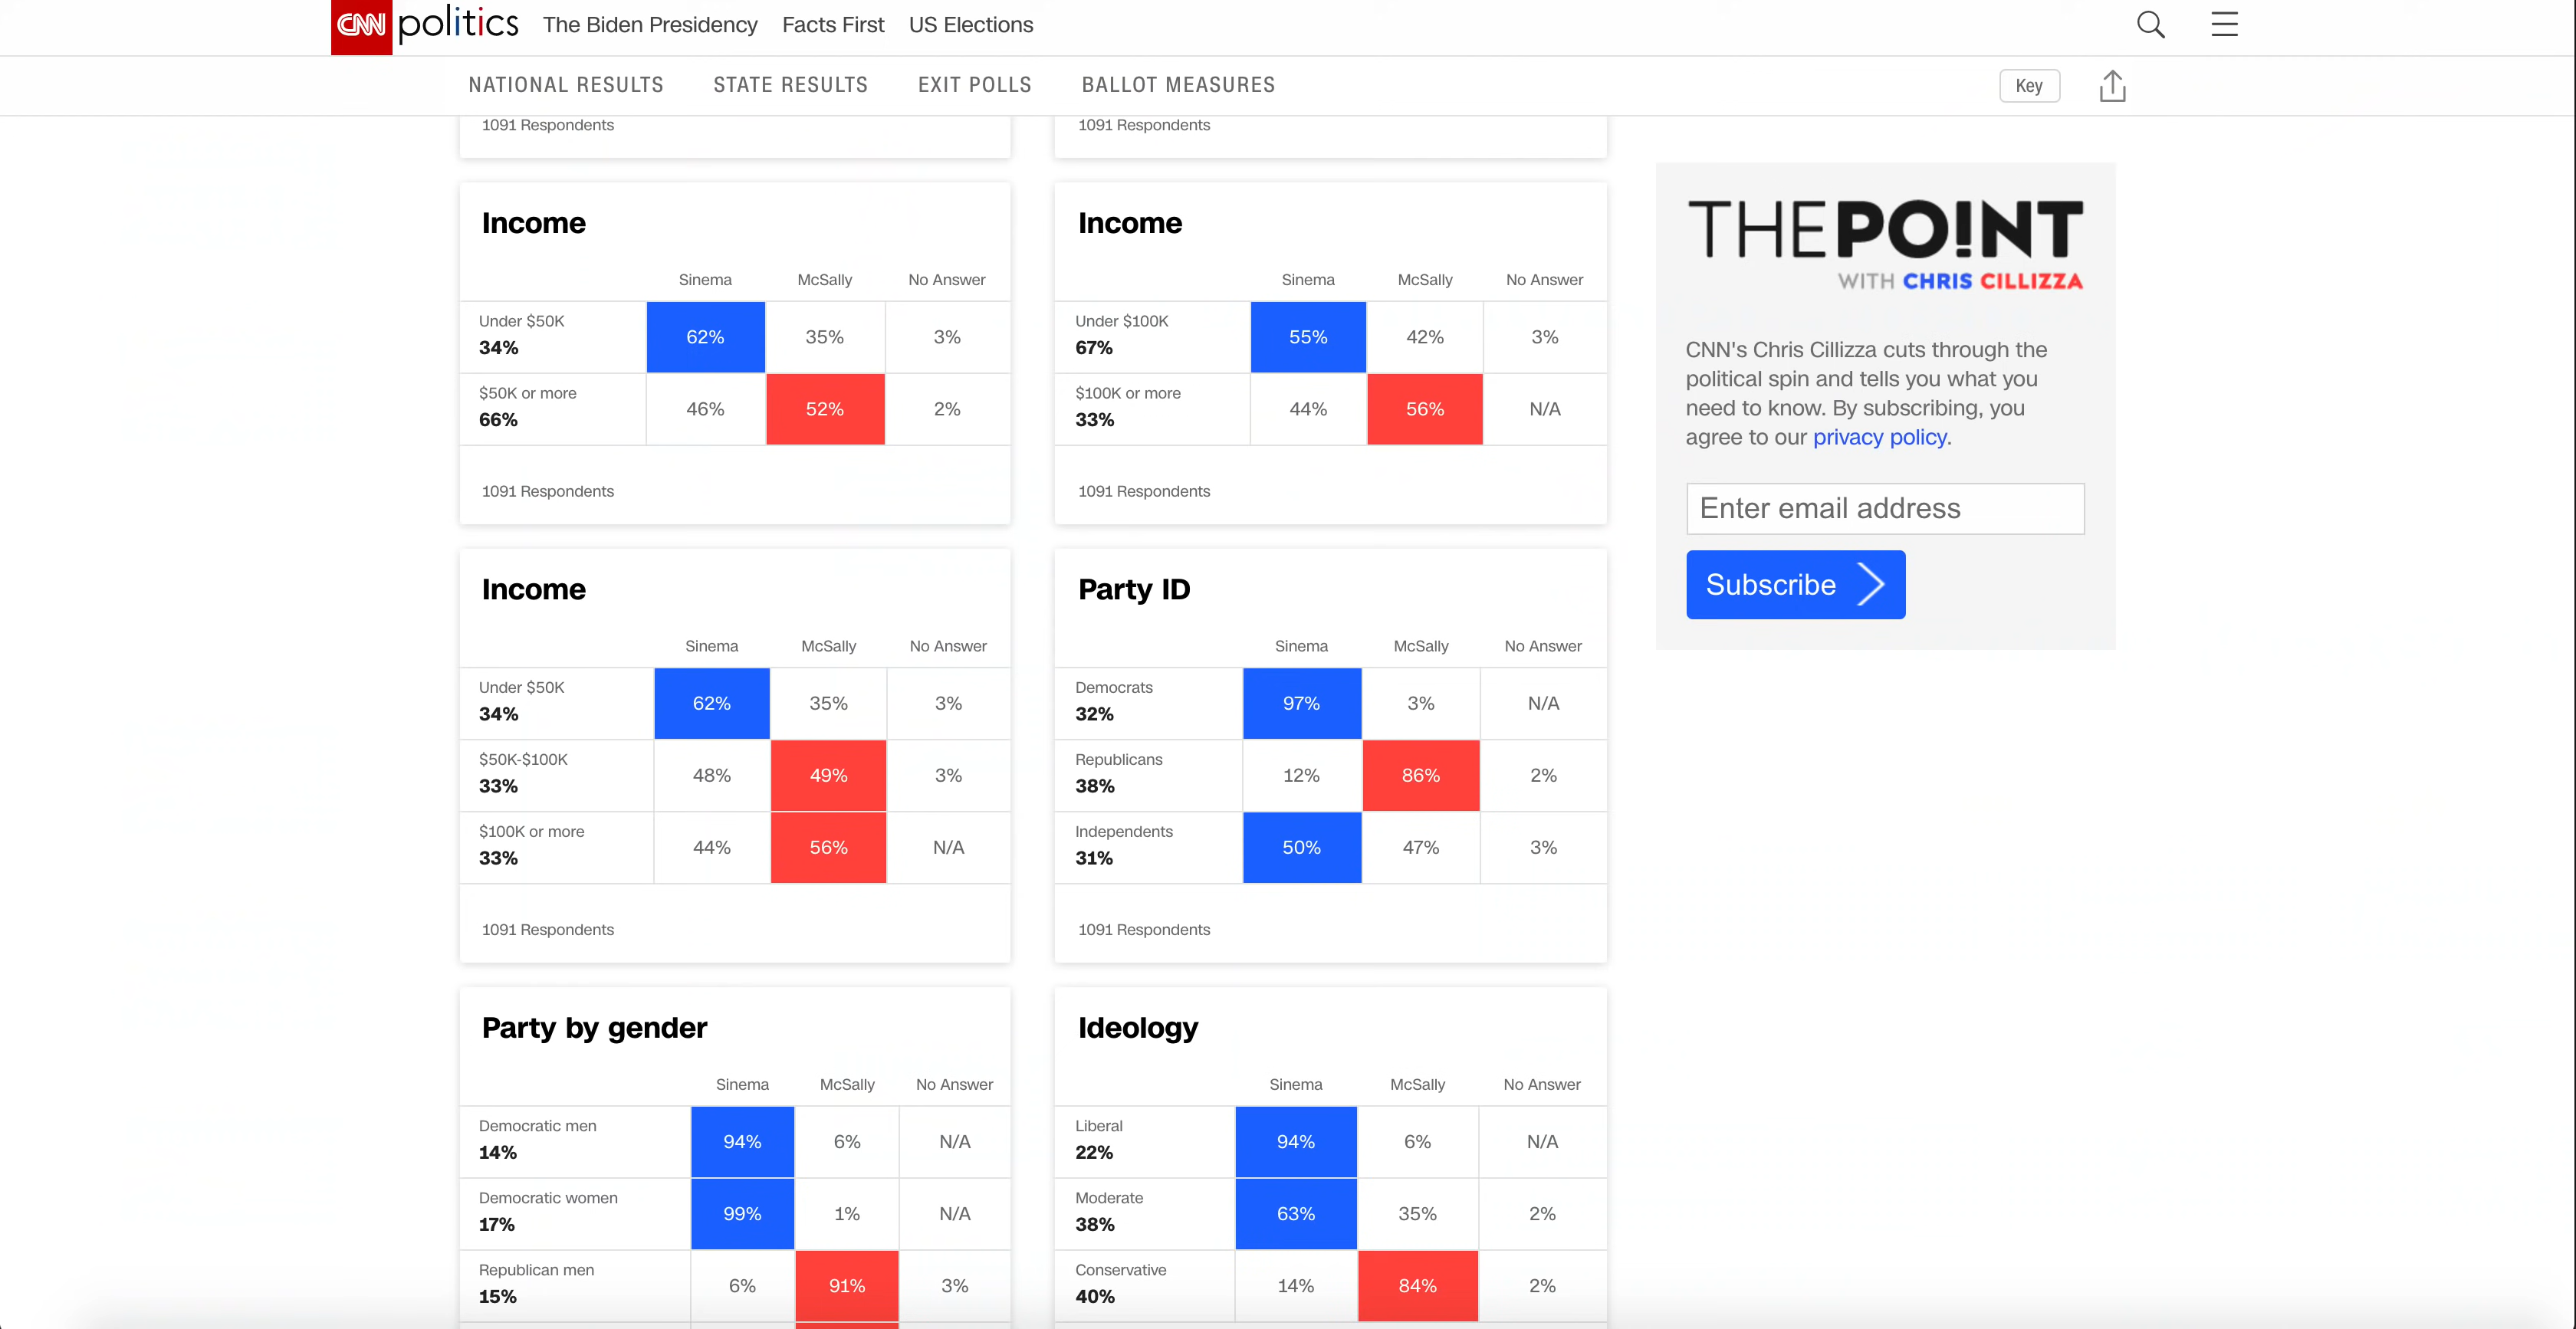 CNN politics The Biden Presidency Facts First US Elections
NATIONAL RESULTS STATE RESULTS EXIT POLLS BALLOT MEASURES Key
1091 Respondents
1091 Respondents
Income
Sinema McSally No Answer
Under $50K
34%
62% 35% 3%
$50K or more
66%
46% 52% 2%
1091 Respondents
Income
Sinema McSally No Answer
Under $100K
67%
55% 42% 3%
$100K or more
33%
44% 56% N/A
1091 Respondents
Income
Sinema McSally No Answer
Under $50K
34%
62% 35% 3%
$50K-$100K
33%
48% 49% 3%
$100K or more
33%
44% 56% N/A
1091 Respondents
Party ID
Sinema McSally No Answer
Democrats
32%
97% 3% N/A
Republicans
38%
12% 86% 2%
Independents
31%
50% 47% 3%
1091 Respondents
Party by gender
Sinema McSally No Answer
Democratic men
14%
94% 6% N/A
Democratic women
17%
99% 1% N/A
Republican men
15%
6% 91% 3%
Ideology
Sinema McSally No Answer
Liberal
22%
94% 6% N/A
Moderate
38%
63% 35% 2%
Conservative
40%
14% 84% 2%
THE PO!NT
WITH CHRIS CILLIZZA
CNN's Chris Cillizza cuts through the
political spin and tells you what you
need to know. By subscribing, you
agree to our privacy policy.
Enter email address
Subscribe